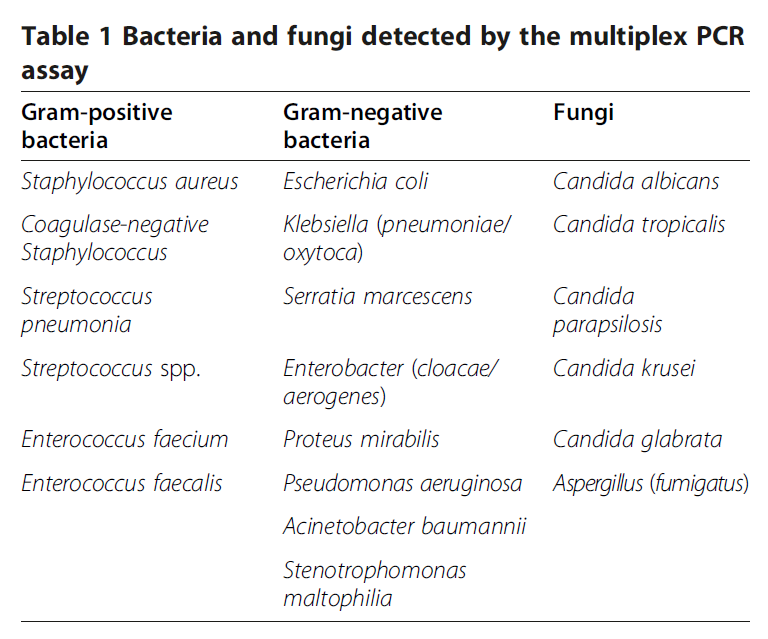 Table 1 Bacteria and fungi detected by the multiplex PCR
assay
Gram-positive
bacteria
Gram-negative
bacteria
Fungi
Staphylococcus aureus
Escherichia coli
Candida albicans
Coagulase-negative
Staphylococcus
Klebsiella (pneumoniae/
oxytoca)
Candida tropicalis
Streptococcus
pneumonia
Serratia marcescens
Candida
parapsilosis
Streptococcus spp.
Enterobacter (cloacae/
aerogenes)
Candida krusei
Enterococcus faecium
Proteus mirabilis
Candida glabrata
Enterococcus faecalis
Pseudomonas aeruginosa
Aspergillus (fumigatus)
Acinetobacter baumannii
Stenotrophomonas
maltophilia